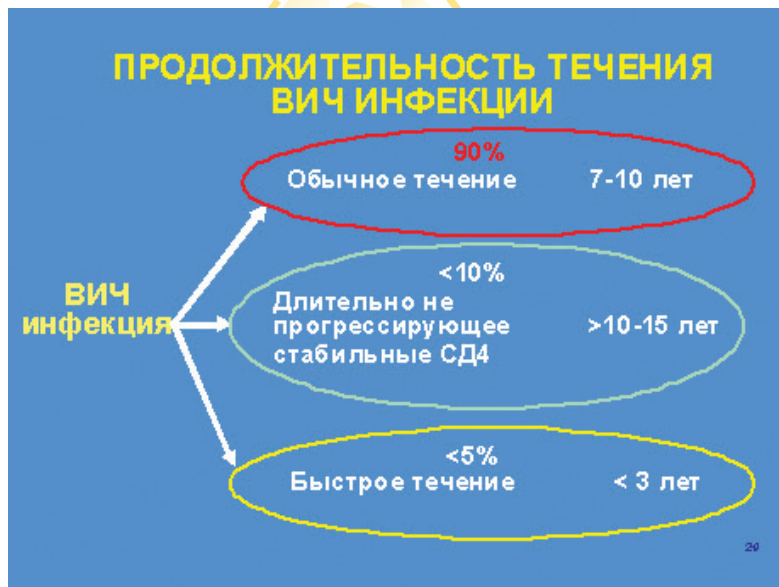 ПРОДОЛЖИТЕЛЬНОСТЬ ТЕЧЕНИЯ
ВИЧ ИНФЕКЦИИ
90%
Обычное течение 7-10 лет
<10%
Длительно не
прогрессирующее
стабильные СД4
>10-15 лет
ВИЧ
инфекция
<5%
Быстрое течение < 3 лет
20